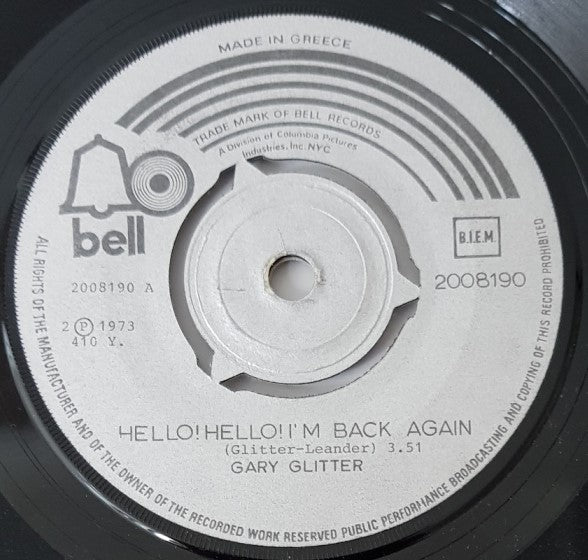 MADE IN GREECE
TRADE MARK OF BELL RECORDS
A Division of Columbia Pictures
Industries, Inc. NYC
bell
B.I.E.M.
2008190 A
2008190
2 Ⓟ 1973
410 Y.
HELLO! HELLO! I'M BACK AGAIN
(Glitter-Leander) 3.51
GARY GLITTER
ALL RIGHTS OF THE MANUFACTURER AND OF THE OWNER OF THE RECORDED WORK RESERVED PUBLIC PERFORMANCE BROADCASTING AND COPYING OF THIS RECORD PROHIBITED